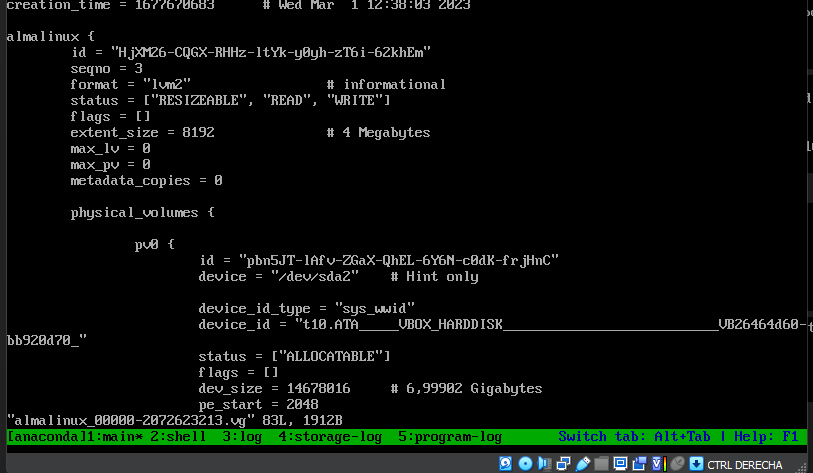 creation_time = 1677670683      # Wed Mar  1 12:38:03 2023
almalinux {
id = "HjXM26-CQGX-RHHz-ltYk-y0yh-zT6i-62khEm"
seqno = 3
format = "lvm2"                 # informational
status = ["RESIZEABLE", "READ", "WRITE"]
flags = []
extent_size = 8192              # 4 Megabytes
max_lv = 0
max_pv = 0
metadata_copies = 0
physical_volumes {
pv0 {
id = "pbn5JT-lAfv-ZGaX-QhEL-6Y6N-c0dK-frjHnC"
device = "/dev/sda2"    # Hint only
device_id_type = "sys_wwid"
device_id = "t10.ATA_____VBOX_HARDDISK___________________________VB26464d60-
bb920d70_"
status = ["ALLOCATABLE"]
flags = []
dev_size = 14678016     # 6,99902 Gigabytes
pe_start = 2048
"almalinux_00000-2072623213.vg" 83L, 1912B
[anaconda]1:main* 2:shell  3:log  4:storage-log  5:program-log       Switch tab: Alt+Tab | Help: F1
CTRL DERECHA